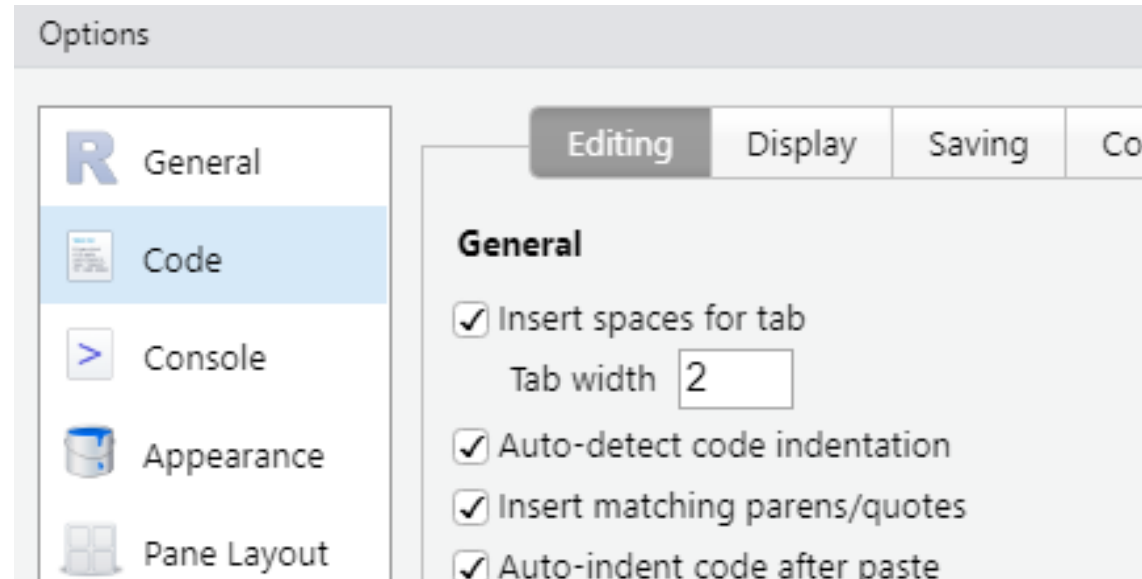 Options
General
Code
Console
Appearance
Pane Layout
Editing Display Saving Co
General
Insert spaces for tab
Tab width 2
Auto-detect code indentation
Insert matching parens/quotes
Auto-indent code after paste